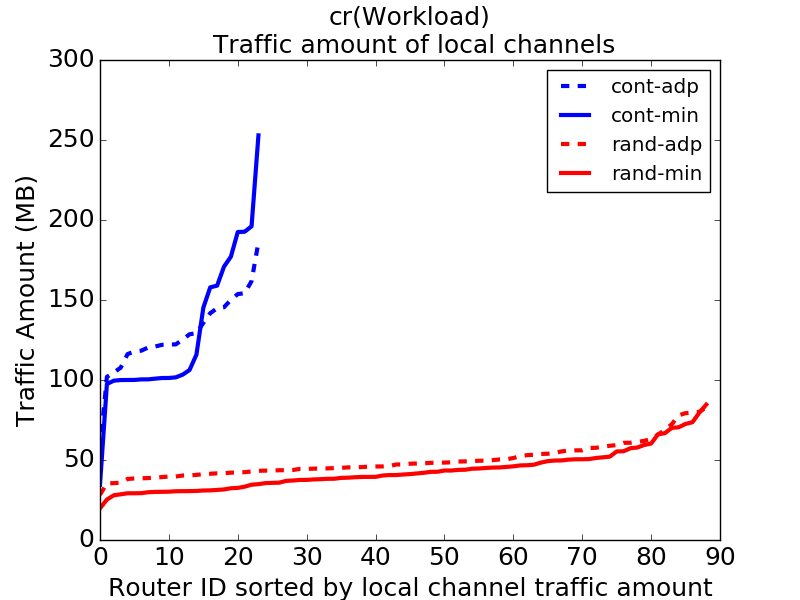 cr(Workload)
Traffic amount of local channels
300
250
200
150
100
50
0
Traffic Amount (MB)
cont-adp
cont-min
rand-adp
rand-min
0 10 20 30 40 50 60 70 80 90
Router ID sorted by local channel traffic amount